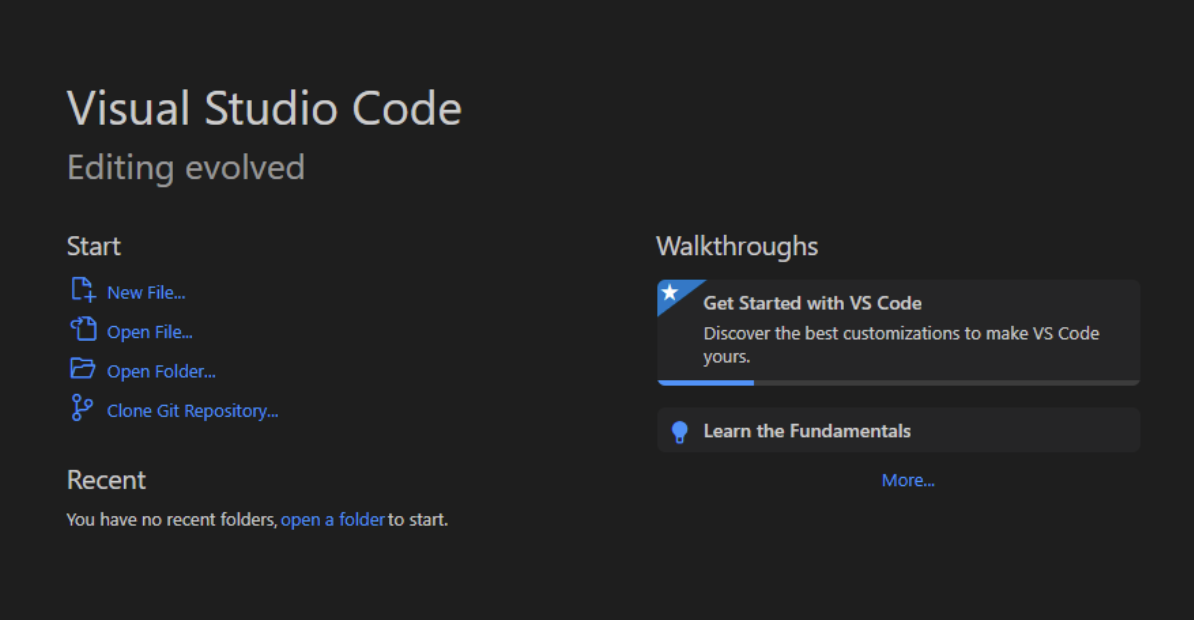 Visual Studio Code
Editing evolved
Start
New File...
Open File...
Open Folder...
Clone Git Repository...
Recent
You have no recent folders, open a folder to start.
Walkthroughs
Get Started with VS Code
Discover the best customizations to make VS Code
yours.
Learn the Fundamentals
More...